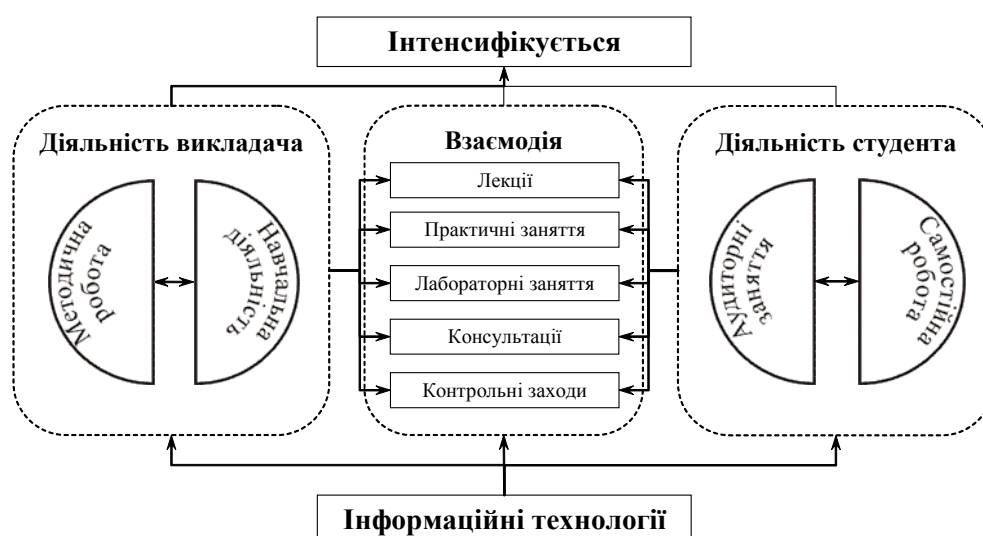 Інтенсифікується
Діяльність викладача
Методична
робота
Навчальна
діяльність
Взаємодія
Лекції
Практичні заняття
Лабораторні заняття
Консультації
Контрольні заходи
Діяльність студента
Аудиторні
заняття
Самостійна
робота
Інформаційні технології